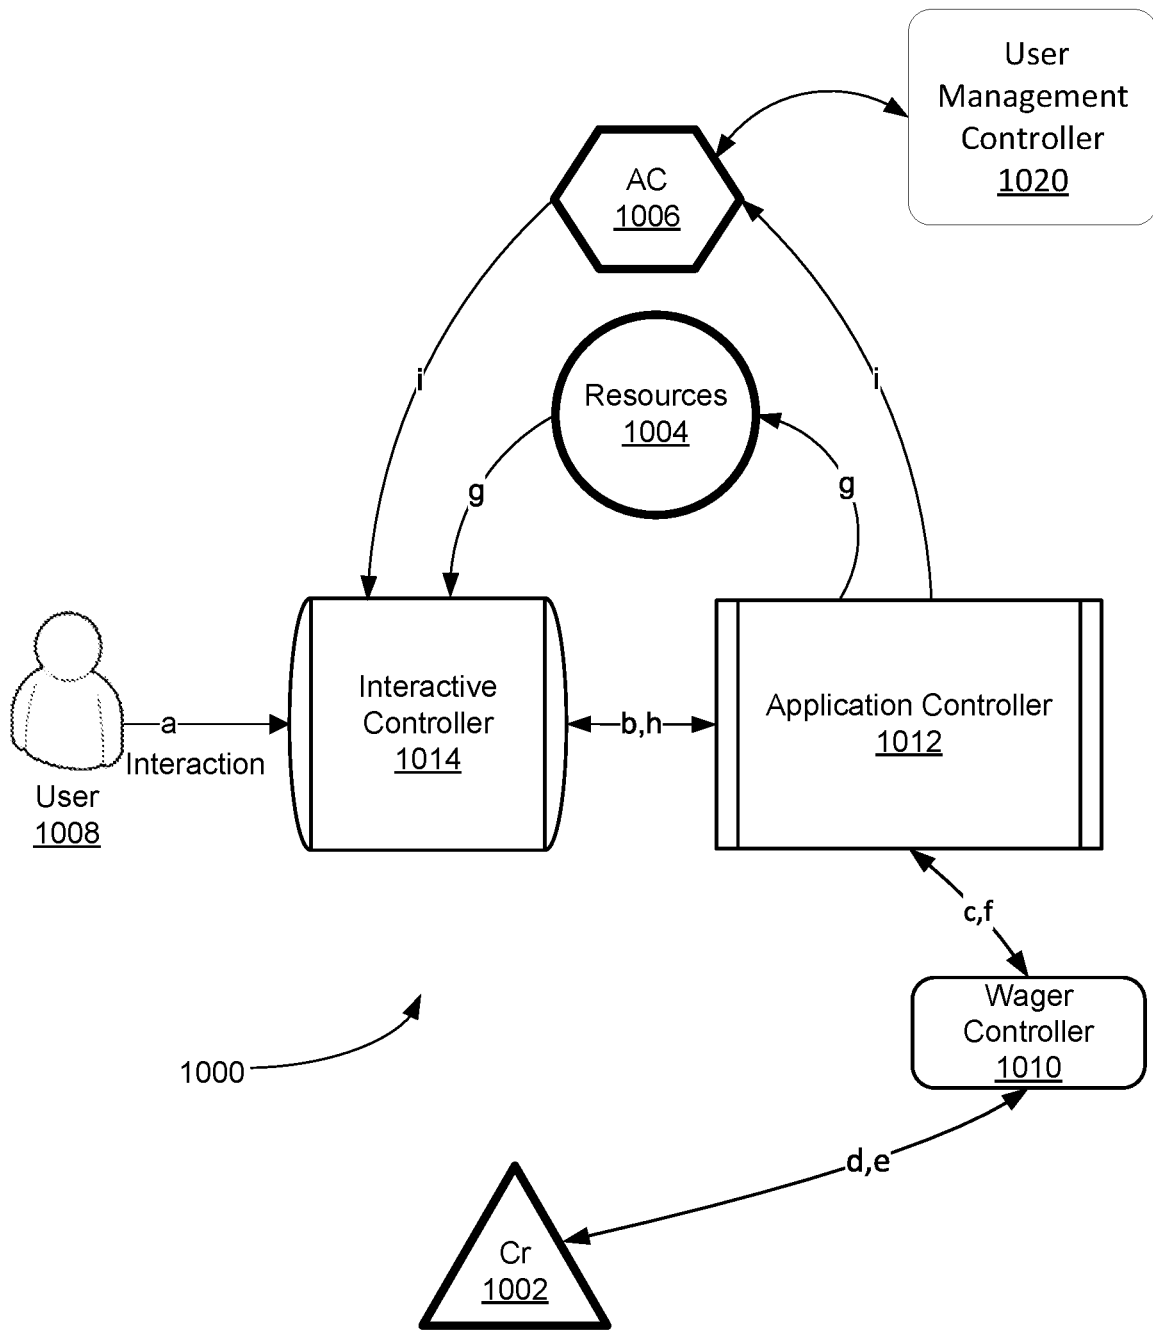 User
Management
Controller
1020
AC
1006
i
i
Resources
1004
g
g
Interactive
Controller
1014
Application Controller
1012
a
Interaction
b,h
User
1008
c,f
Wager
Controller
1010
1000
d,e
Cr
1002